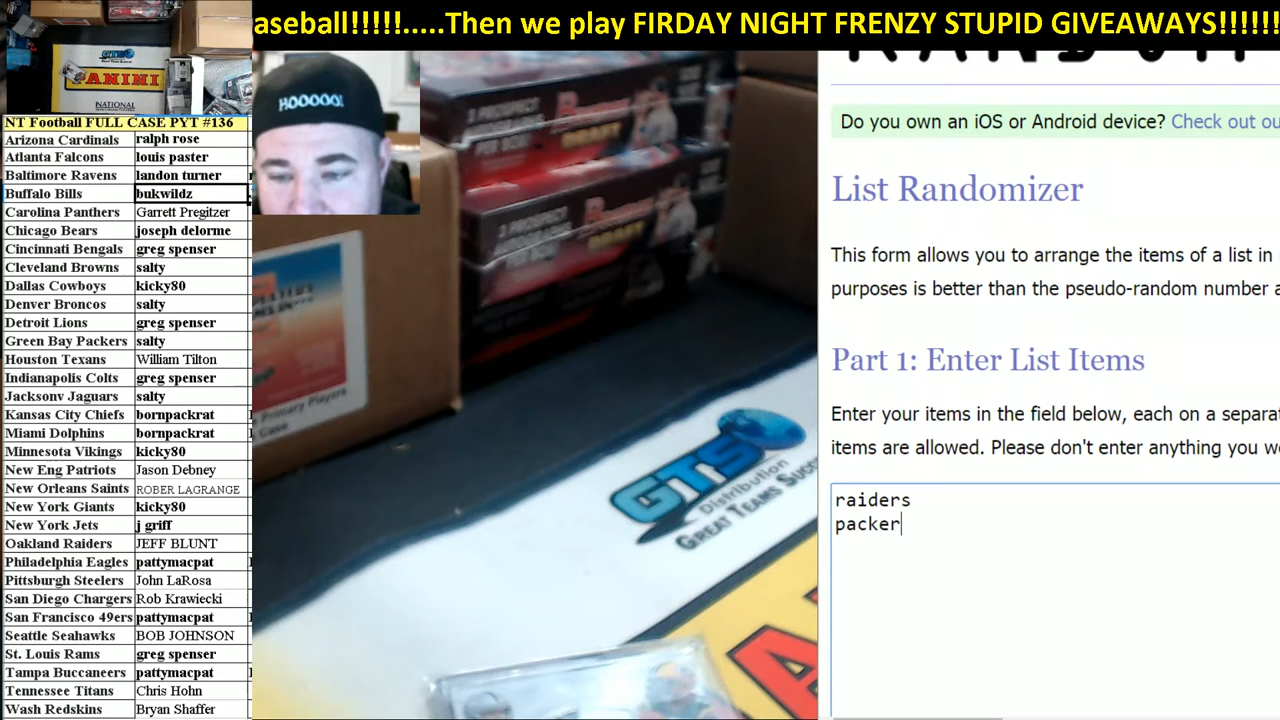 aseball!!!!!.....Then we play FIRDAY NIGHT FRENZY STUPID GIVEAWAYS!!!!!!
GTS
PANINI
NATIONAL
HOOOOO!
NT Football FULL CASE PYT #136
Arizona Cardinals ralph rose
Atlanta Falcons louis paster
Baltimore Ravens landon turner
Buffalo Bills bukwildz
Carolina Panthers Garrett Pregitzer
Chicago Bears joseph delorme
Cincinnati Bengals greg spenser
Cleveland Browns salty
Dallas Cowboys kicky80
Denver Broncos salty
Detroit Lions greg spenser
Green Bay Packers salty
Houston Texans William Tilton
Indianapolis Colts greg spenser
Jacksonv Jaguars salty
Kansas City Chiefs bornpackrat
Miami Dolphins bornpackrat
Minnesota Vikings kicky80
New Eng Patriots Jason Debney
New Orleans Saints ROBER LAGRANGE
New York Giants kicky80
New York Jets j griff
Oakland Raiders JEFF BLUNT
Philadelphia Eagles pattymacpat
Pittsburgh Steelers John LaRosa
San Diego Chargers Rob Krawiecki
San Francisco 49ers pattymacpat
Seattle Seahawks BOB JOHNSON
St. Louis Rams greg spenser
Tampa Buccaneers pattymacpat
Tennessee Titans Chris Hohn
Wash Redskins Bryan Shaffer
Bowman
DRAFT
Bowman
DRAFT
Primary Players
Case
GTS
Distribution
GREAT TEAMS SUCC
Do you own an iOS or Android device? Check out ou
List Randomizer
This form allows you to arrange the items of a list in
purposes is better than the pseudo-random number a
Part 1: Enter List Items
Enter your items in the field below, each on a separat
items are allowed. Please don't enter anything you w
raiders
packer